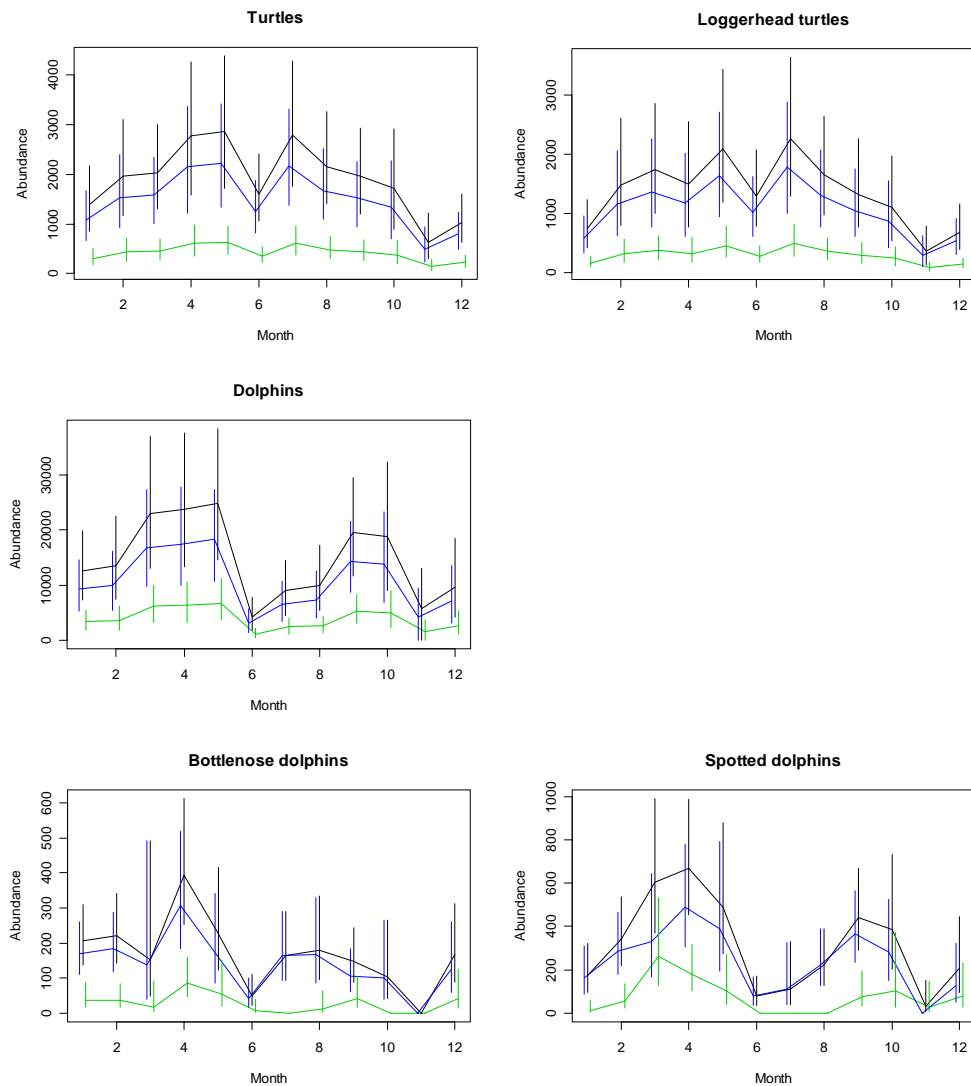 Turtles
Abundance
0 1000 2000 3000 4000
2 4 6 8 10 12
Month
Loggerhead turtles
Abundance
0 1000 2000 3000
2 4 6 8 10 12
Month
Dolphins
Abundance
0 10000 20000 30000
2 4 6 8 10 12
Month
Bottlenose dolphins
Abundance
0 100 200 300 400 500 600
2 4 6 8 10 12
Month
Spotted dolphins
Abundance
0 200 400 600 800 1000
2 4 6 8 10 12
Month